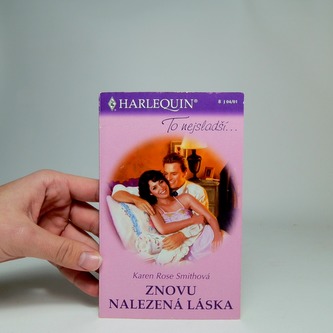 HARLEQUIN®
To nejsladší...
Karen Rose Smithová
ZNOVU
NALEZENÁ LÁSKA